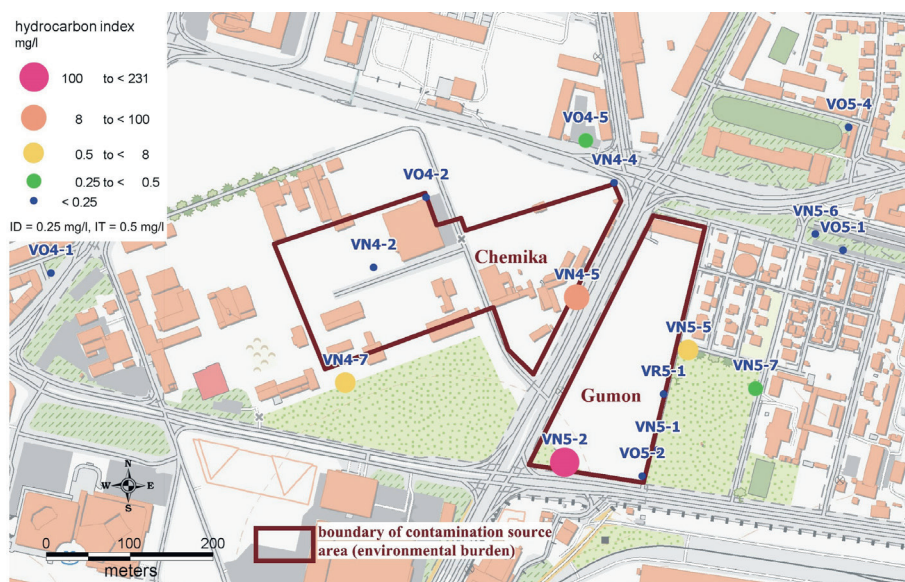 hydrocarbon index
mg/l
100 to < 231
8 to < 100
0.5 to < 8
0.25 to < 0.5
< 0.25
ID = 0.25 mg/l, IT = 0.5 mg/l
VO4-5
VO5-4
VN4-4
VO4-2
VN5-6
VO5-1
VO4-1
VN4-2
Chemika
VN4-5
VN5-5
VN4-7
VR5-1
VN5-7
Gumon
VN5-1
VN5-2
VO5-2
N
W E
S
boundary of contamination source
area (environmental burden)
0 100 200
meters